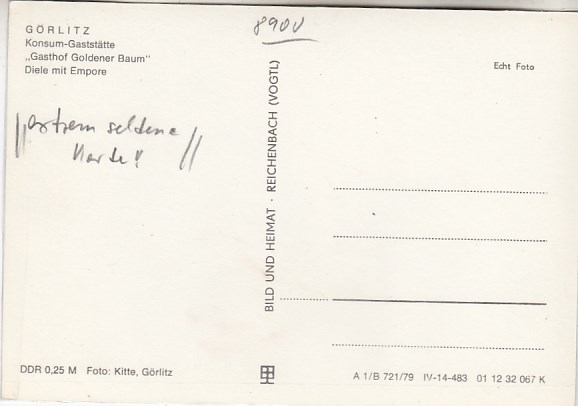 8900
GÖRLITZ
Konsum-Gaststätte
„Gasthof Goldener Baum"
Diele mit Empore
Echt Foto
// extrem seltene
Karte!! //
BILD UND HEIMAT · REICHENBACH (VOGTL)
DDR 0,25 M Foto: Kitte, Görlitz
A 1/B 721/79 IV-14-483 01 12 32 067 K